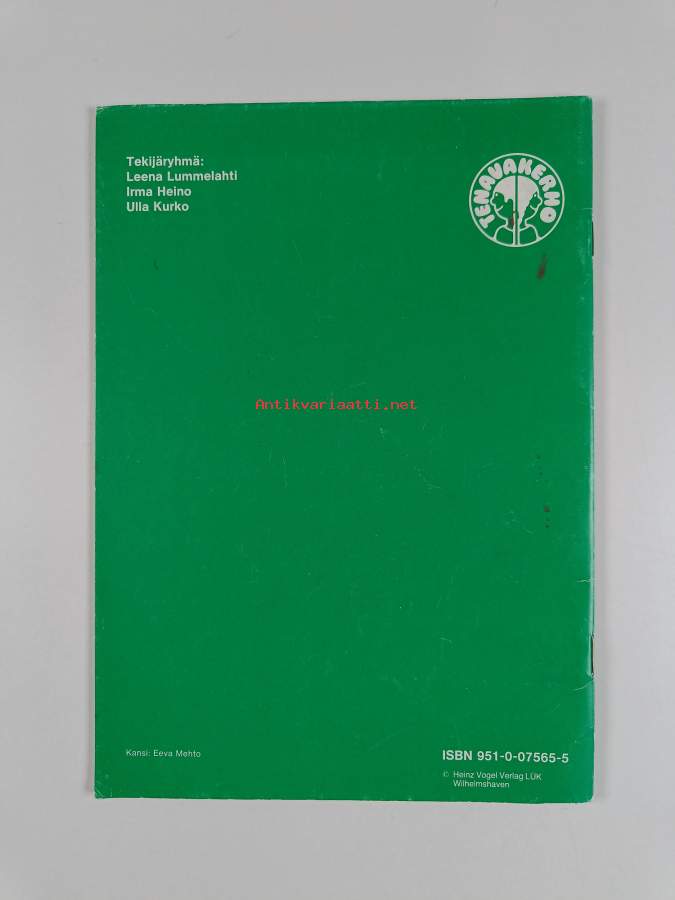 Tekijäryhmä:
Leena Lummelahti
Irma Heino
Ulla Kurko
TENAVAKERHO
Antikvariaatti.net
Kansi: Eeva Mehto
ISBN 951-0-07565-5
© Heinz Vogel Verlag LÜK
Wilhelmshaven